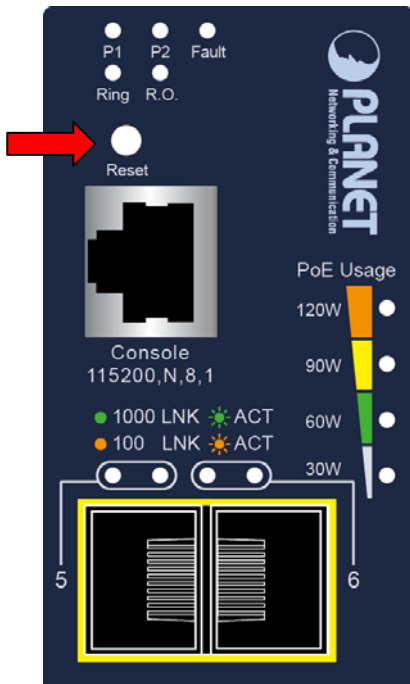 P1 P2 Fault
Ring R.O.
Reset
PLANET
Networking & Communication
PoE Usage
120W
90W
60W
30W
Console
115200,N,8,1
1000 LNK ACT
100 LNK ACT
5 6